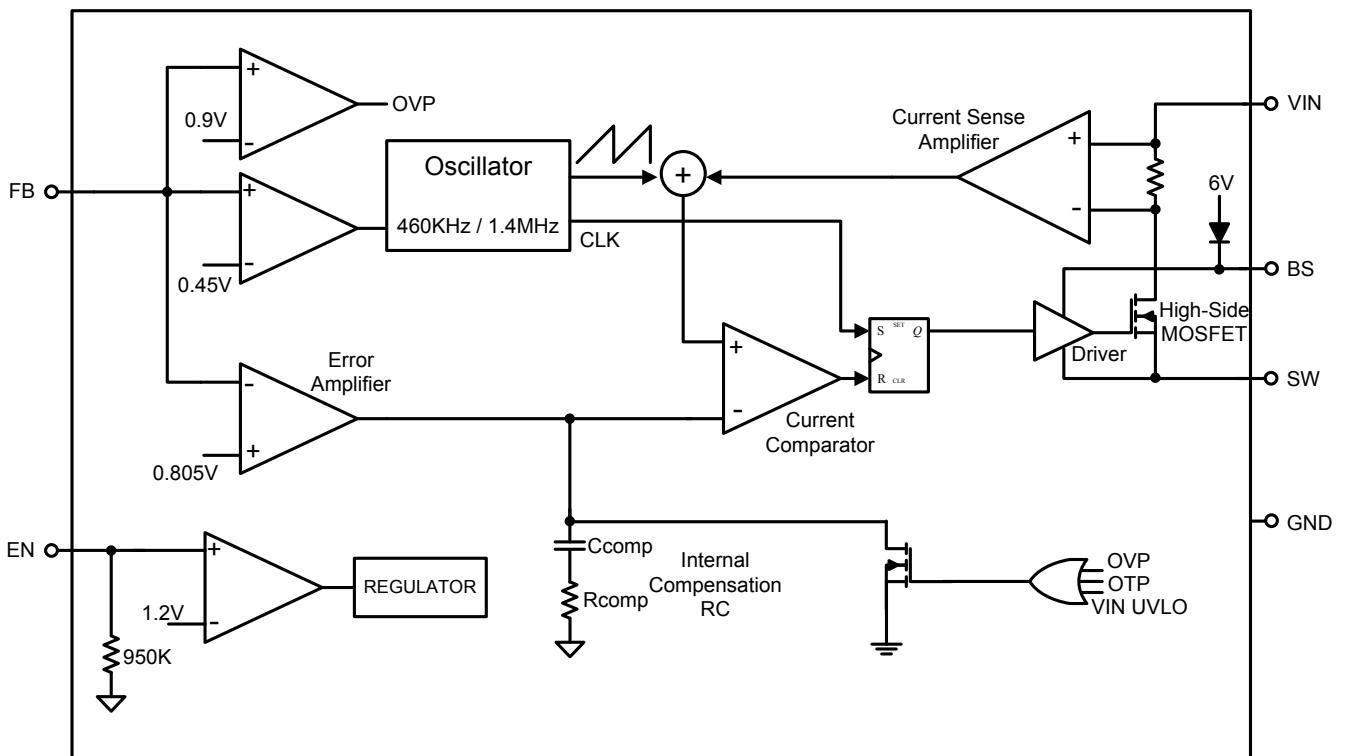 OVP
0.9V
+
-
FB
+
-
0.45V
Oscillator
460KHz / 1.4MHz
CLK
+
Current Sense
Amplifier
+
-
VIN
6V
BS
High-Side
MOSFET
Driver
SW
S
SET
Q
R
CLR
+
-
Current
Comparator
Error
Amplifier
-
+
0.805V
GND
EN
+
-
1.2V
950K
REGULATOR
Ccomp
Rcomp
Internal
Compensation
RC
OVP
OTP
VIN UVLO